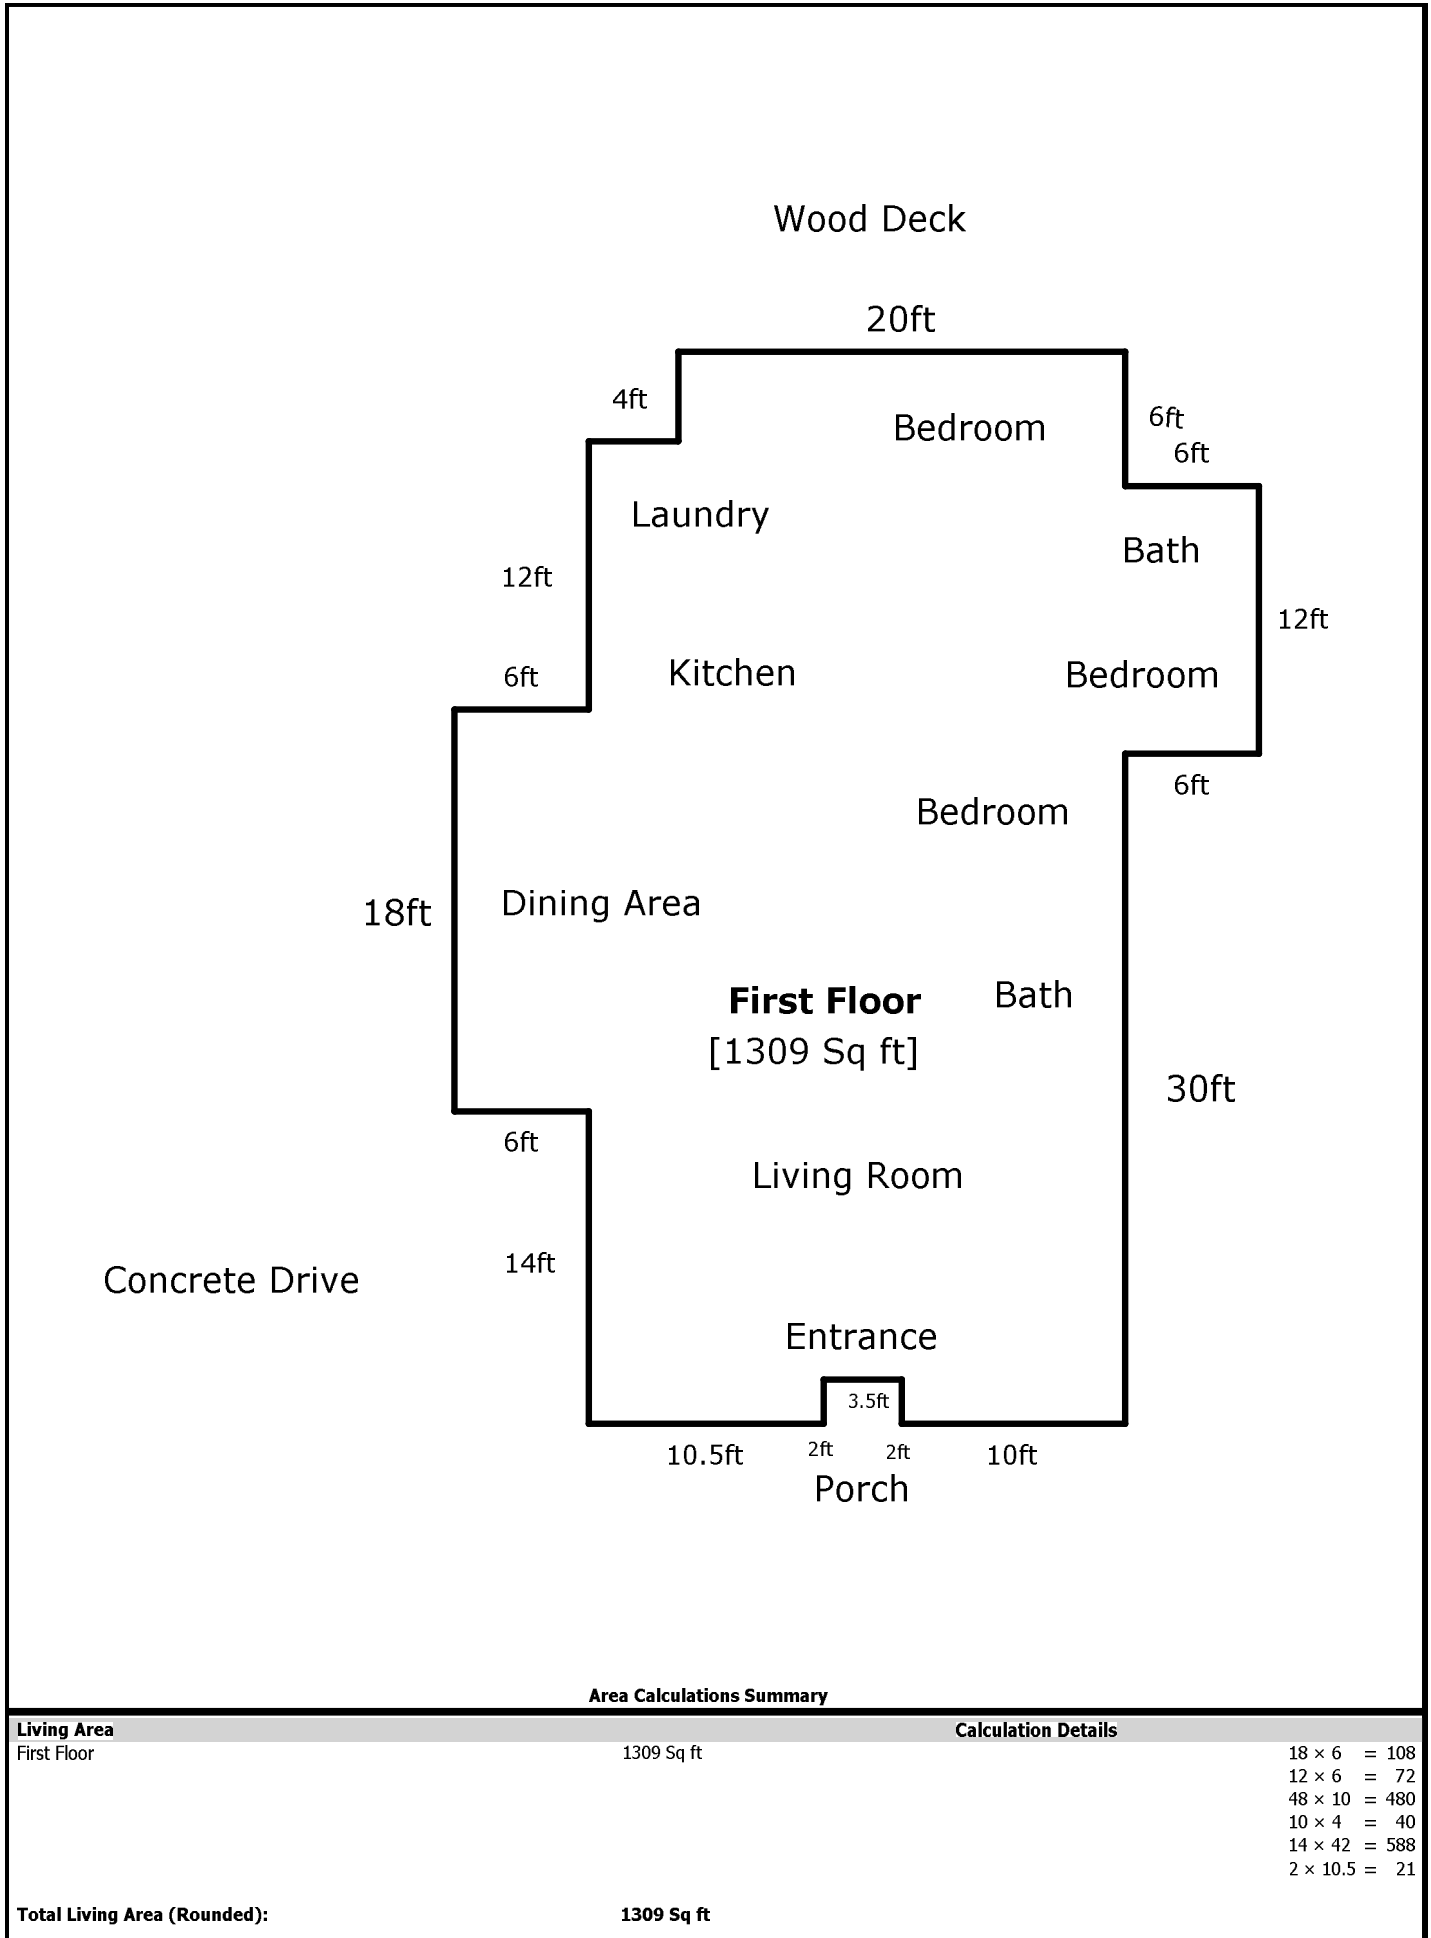 Wood Deck
20ft
4ft
6ft
Bedroom
6ft
Laundry
Bath
12ft
12ft
6ft
Kitchen
Bedroom
6ft
Bedroom
18ft
Dining Area
First Floor
Bath
[1309 Sq ft]
30ft
6ft
Living Room
14ft
Concrete Drive
Entrance
3.5ft
10.5ft
2ft
2ft
10ft
Porch
Area Calculations Summary
Living Area Calculation Details
First Floor 1309 Sq ft 18 × 6 = 108
12 × 6 = 72
48 × 10 = 480
10 × 4 = 40
14 × 42 = 588
2 × 10.5 = 21
Total Living Area (Rounded): 1309 Sq ft